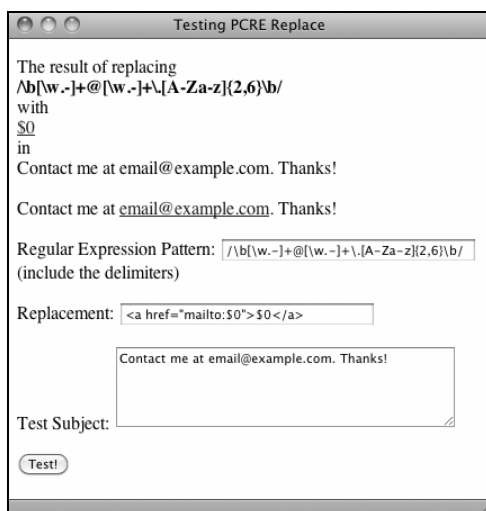 Testing PCRE Replace
The result of replacing
/\b[\w.-]+@[\w.-]+\.[A-Za-z]{2,6}\b/
with
$0
in
Contact me at email@example.com. Thanks!
Contact me at email@example.com. Thanks!
Regular Expression Pattern: /\b[\w.-]+@[\w.-]+\.[A-Za-z]{2,6}\b/
(include the delimiters)
Replacement: <a href="mailto:$0">$0</a>
Contact me at email@example.com. Thanks!
Test Subject:
Test!